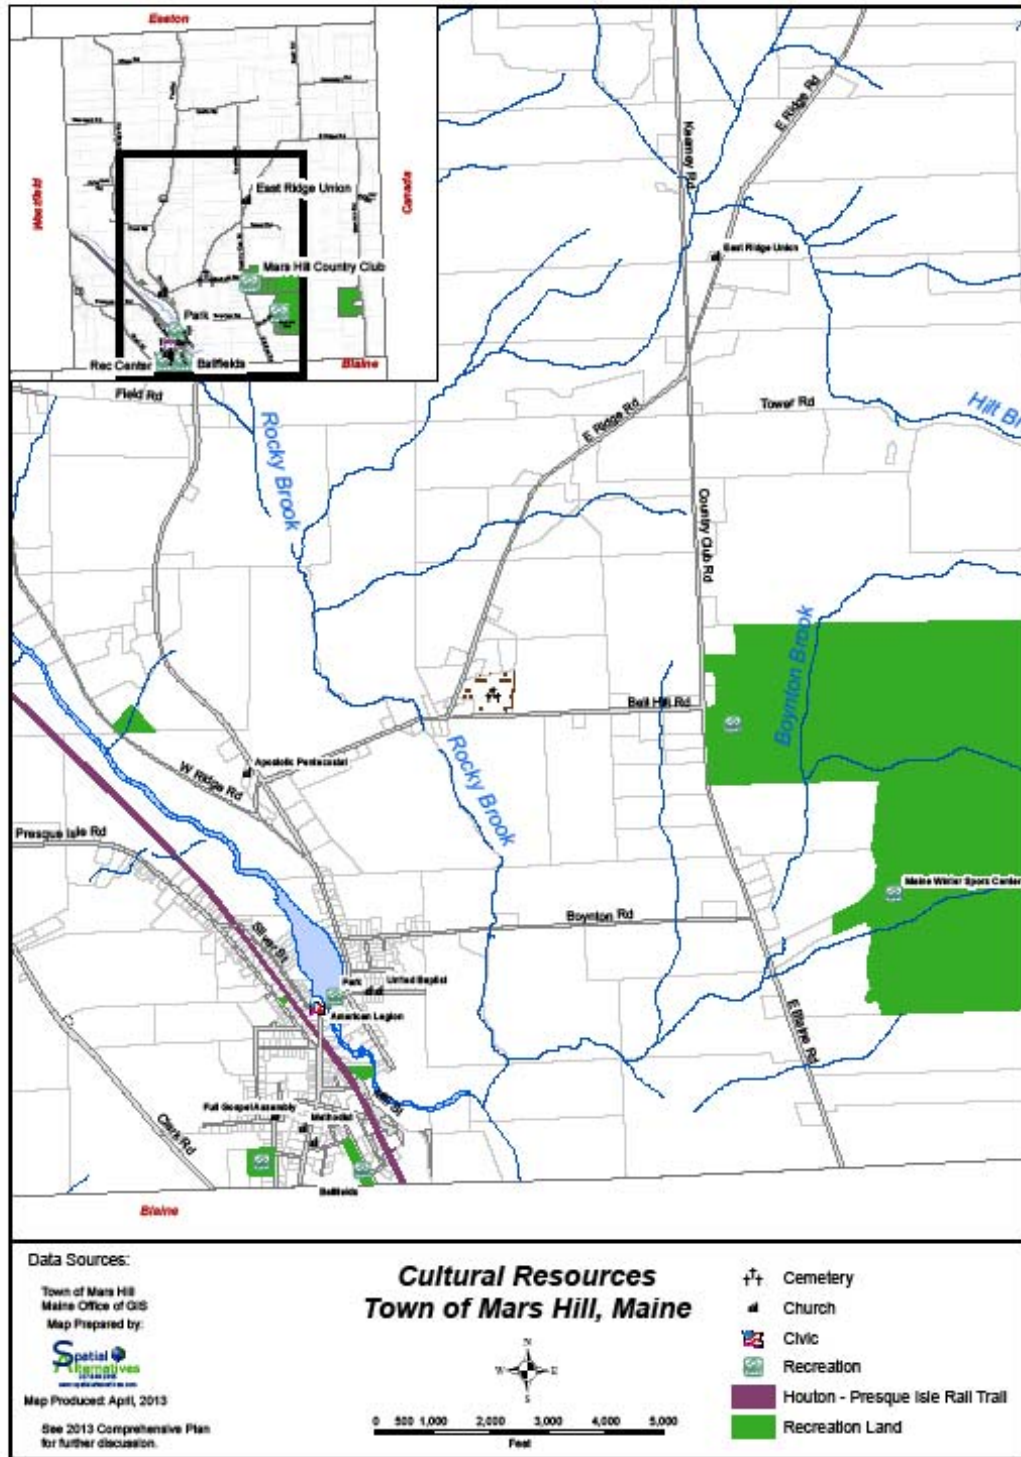 Easton
Westfield
Canada
East Ridge Union
Mars Hill Country Club
Park
Rec Center
Ballfields
Blaine
Kearney Rd
E Ridge Rd
East Ridge Union
Field Rd
Rocky Brook
E Ridge Rd
Tower Rd
Hilt Br
Country Club Rd
Boynton Brook
Bell Hill Rd
Rocky Brook
Apostolic Pentecostal
W Ridge Rd
Presque Isle Rd
Maine Winter Sports Center
Silver St
Boynton Rd
Park
United Baptist
American Legion
E Blaine Rd
Mill St
Full Gospel Assembly
Methodist
Clark Rd
Ballfields
Blaine
Data Sources:
Town of Mars Hill
Maine Office of GIS
Map Prepared by:
Spatial
Alternatives
Map Produced: April, 2013
See 2013 Comprehensive Plan
for further discussion.
Cultural Resources
Town of Mars Hill, Maine
N
W E
S
0 500 1,000 2,000 3,000 4,000 5,000
Feet
Cemetery
Church
Civic
Recreation
Houton - Presque Isle Rail Trail
Recreation Land